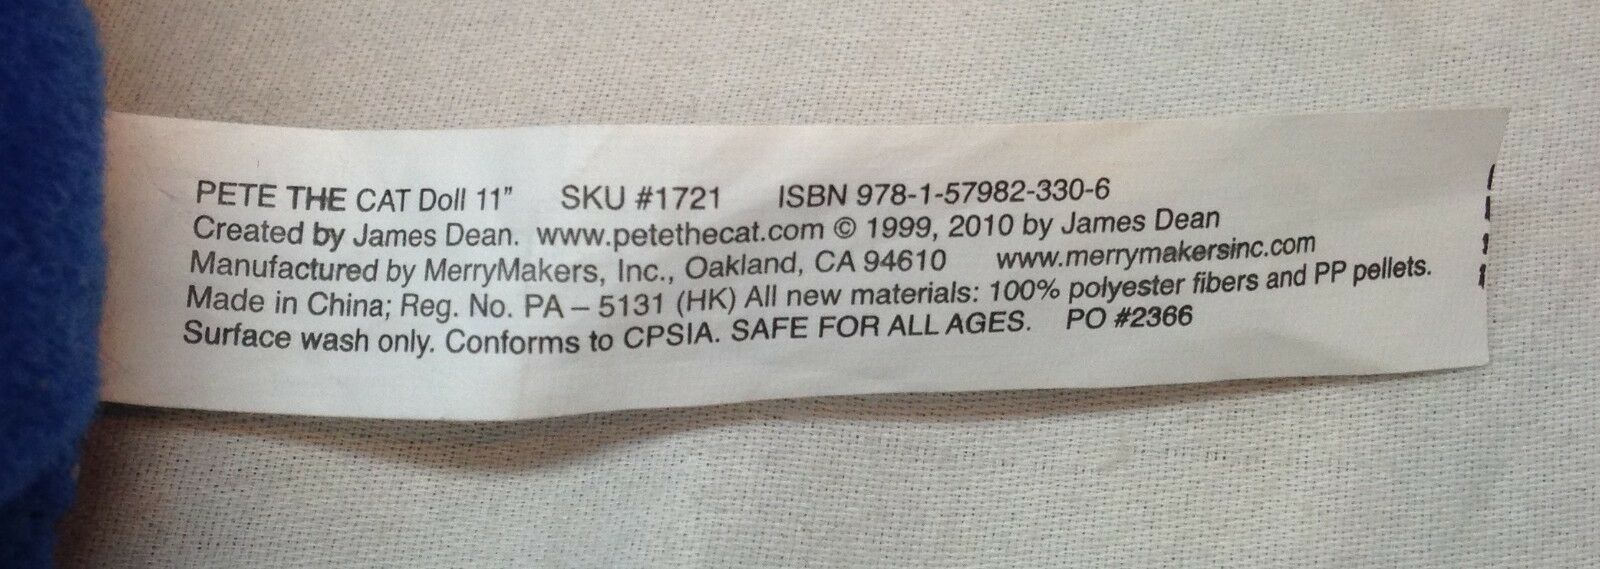 PETE THE CAT Doll 11” SKU #1721 ISBN 978-1-57982-330-6
Created by James Dean. www.petethecat.com © 1999, 2010 by James Dean
Manufactured by MerryMakers, Inc., Oakland, CA 94610 www.merrymakersinc.com
Made in China; Reg. No. PA – 5131 (HK) All new materials: 100% polyester fibers and PP pellets.
Surface wash only. Conforms to CPSIA. SAFE FOR ALL AGES. PO #2366